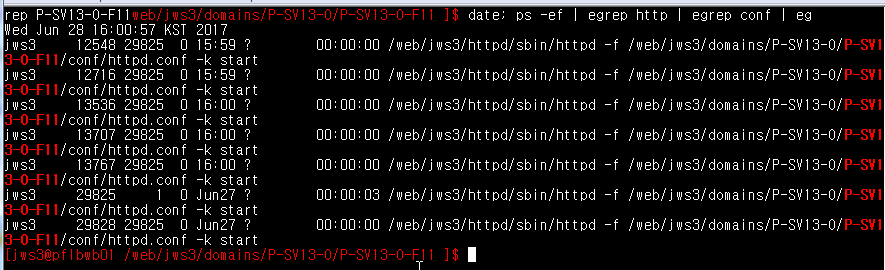 rep P-SV13-0-F11web/jws3/domains/P-SV13-0/P-SV13-0-F11 ]$ date; ps -ef | egrep http | egrep conf | eg
Wed Jun 28 16:00:57 KST 2017
jws3 12548 29825 0 15:59 ? 00:00:00 /web/jws3/httpd/sbin/httpd -f /web/jws3/domains/P-SV13-0/P-SV1
3-0-F11/conf/httpd.conf -k start
jws3 12716 29825 0 15:59 ? 00:00:00 /web/jws3/httpd/sbin/httpd -f /web/jws3/domains/P-SV13-0/P-SV1
3-0-F11/conf/httpd.conf -k start
jws3 13536 29825 0 16:00 ? 00:00:00 /web/jws3/httpd/sbin/httpd -f /web/jws3/domains/P-SV13-0/P-SV1
3-0-F11/conf/httpd.conf -k start
jws3 13707 29825 0 16:00 ? 00:00:00 /web/jws3/httpd/sbin/httpd -f /web/jws3/domains/P-SV13-0/P-SV1
3-0-F11/conf/httpd.conf -k start
jws3 13767 29825 0 16:00 ? 00:00:00 /web/jws3/httpd/sbin/httpd -f /web/jws3/domains/P-SV13-0/P-SV1
3-0-F11/conf/httpd.conf -k start
jws3 29825 1 0 Jun27 ? 00:00:03 /web/jws3/httpd/sbin/httpd -f /web/jws3/domains/P-SV13-0/P-SV1
3-0-F11/conf/httpd.conf -k start
jws3 29828 29825 0 Jun27 ? 00:00:00 /web/jws3/httpd/sbin/httpd -f /web/jws3/domains/P-SV13-0/P-SV1
3-0-F11/conf/httpd.conf -k start
[jws3@pflbwb01 /web/jws3/domains/P-SV13-0/P-SV13-0-F11 ]$